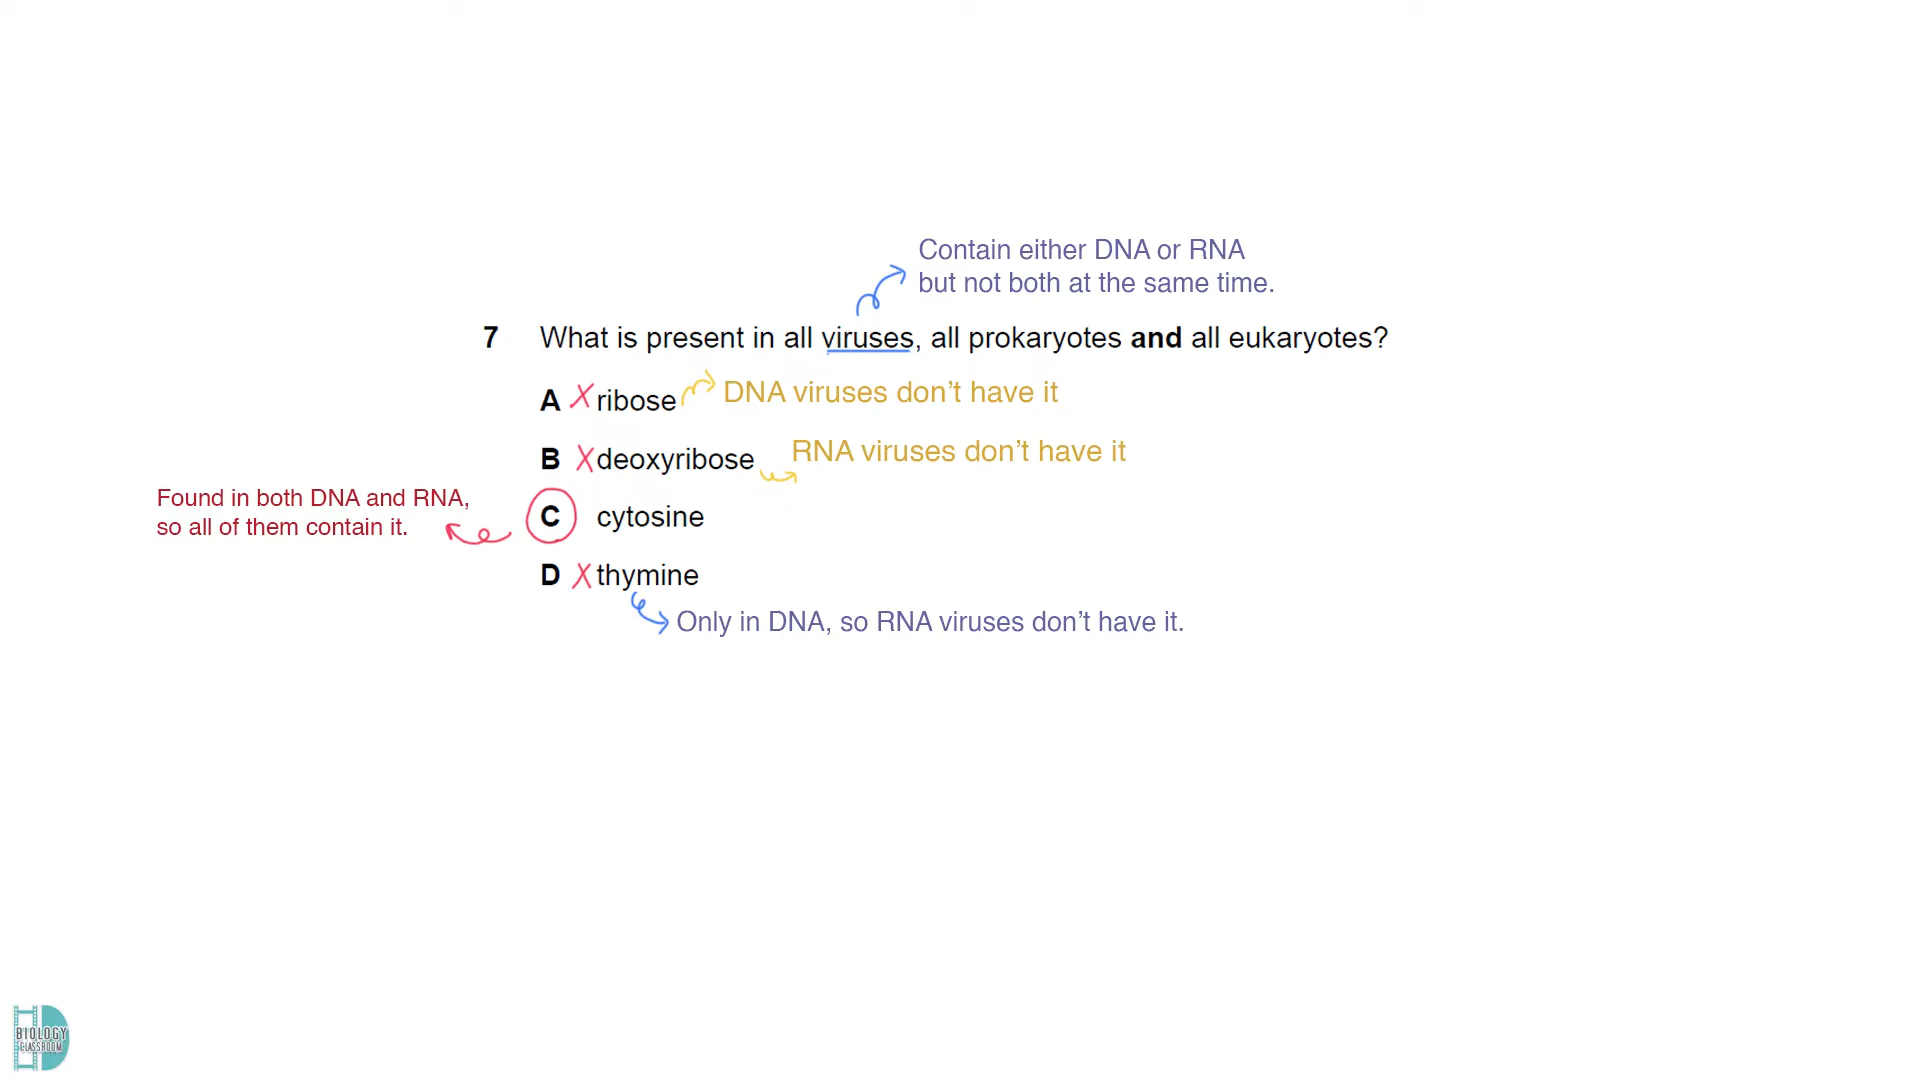 Contain either DNA or RNA
but not both at the same time.
7 What is present in all viruses, all prokaryotes and all eukaryotes?
A X ribose DNA viruses don’t have it
B X deoxyribose RNA viruses don’t have it
Found in both DNA and RNA,
so all of them contain it.
C cytosine
D X thymine
Only in DNA, so RNA viruses don’t have it.
BIOLOGY
CLASSROOM